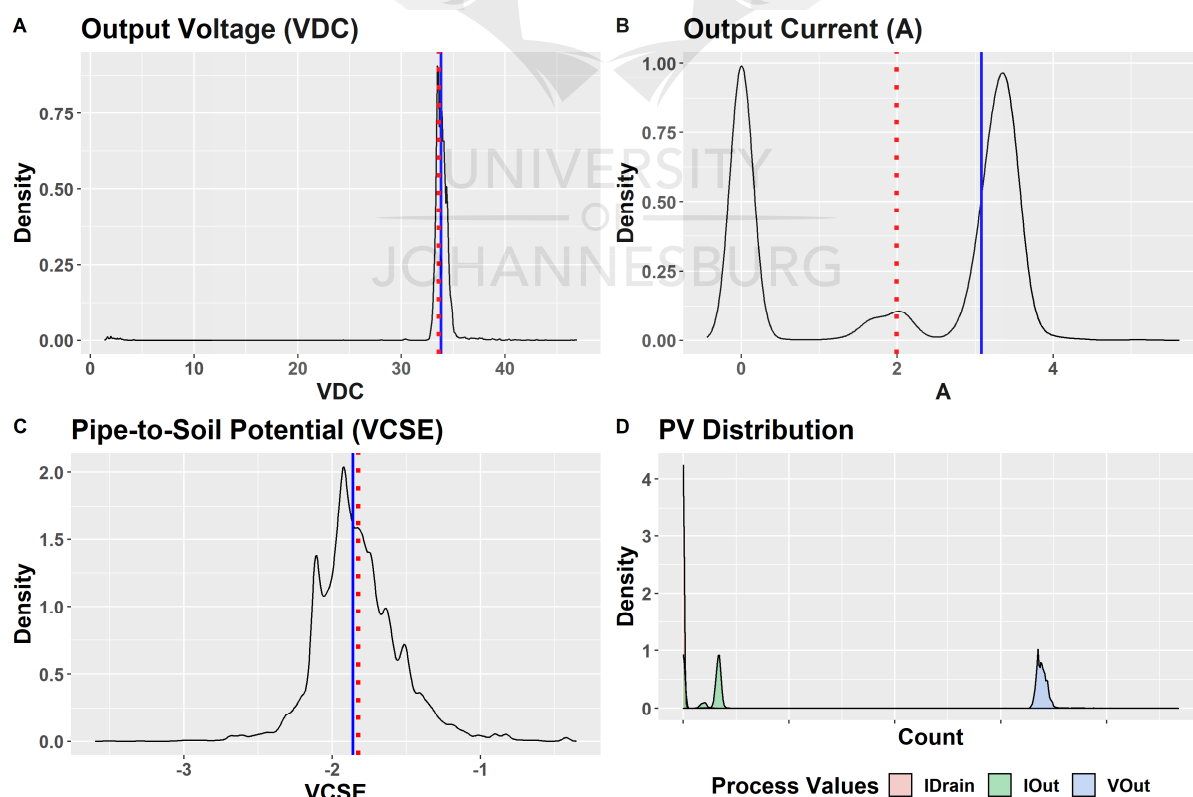 A Output Voltage (VDC)
Density
0.75
0.50
0.25
0.00
0 10 20 30 40
VDC
B Output Current (A)
Density
1.00
0.75
0.50
0.25
0.00
0 2 4
A
UNIVERSITY
OF
JOHANNESBURG
C Pipe-to-Soil Potential (VCSE)
Density
2.0
1.5
1.0
0.5
0.0
-3 -2 -1
VCSE
D PV Distribution
Density
4
3
2
1
0
Count
Process Values IDrain IOut VOut